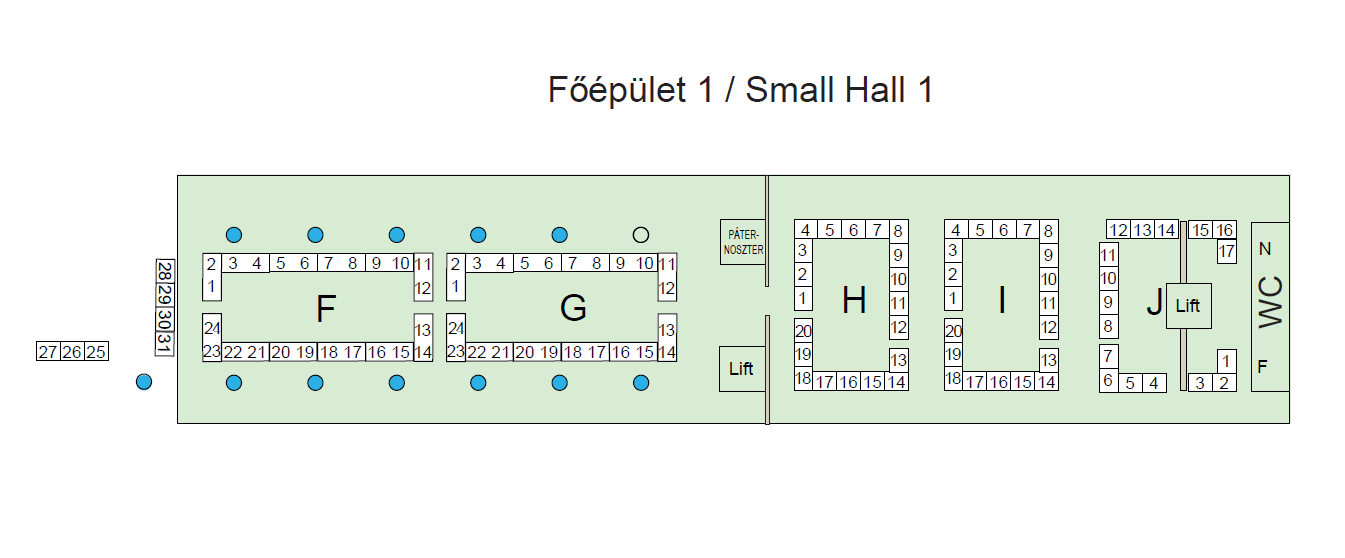 Főépület 1 / Small Hall 1
28 29 30 31
27 26 25
2 3 4 5 6 7 8 9 10 11
1 12
F
24 13
23 22 21 20 19 18 17 16 15 14
2 3 4 5 6 7 8 9 10 11
1 12
G
24 13
23 22 21 20 19 18 17 16 15 14
PÁTER-
NOSZTER
Lift
4 5 6 7 8
3 9
2 10
1 11
H
20 12
19 13
18 17 16 15 14
4 5 6 7 8
3 9
2 10
1 11
I
20 12
19 13
18 17 16 15 14
12 13 14 15 16
11 17
10
9
8
J
Lift
7 1
6 5 4 3 2
N
WC
F